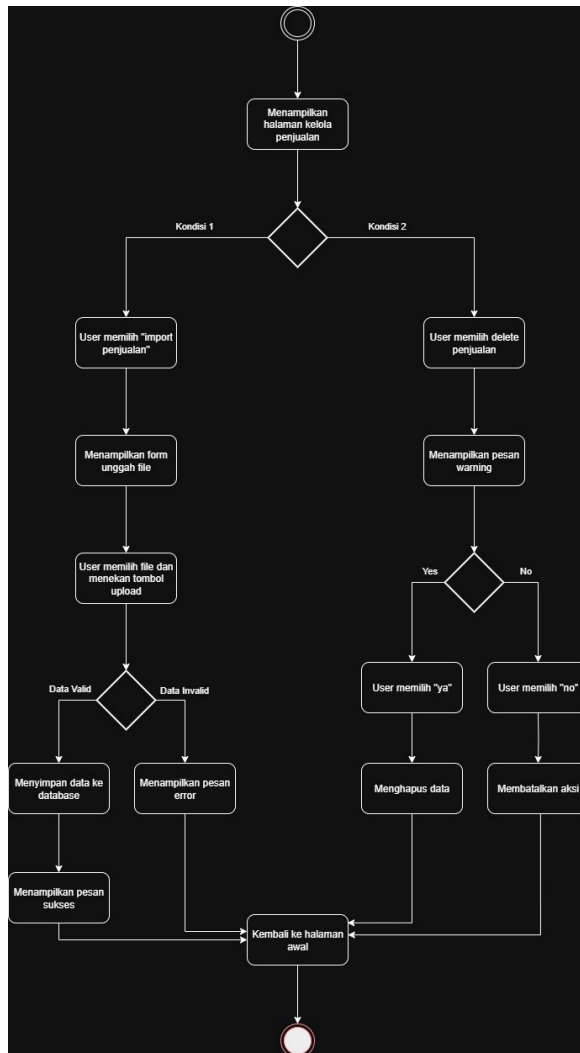 Menampilkan
halaman kelola
penjualan
Kondisi 1
Kondisi 2
User memilih "import
penjualan"
User memilih delete
penjualan
Menampilkan form
unggah file
Menampilkan pesan
warning
User memilih file dan
menekan tombol
upload
Yes
No
Data Valid
Data Invalid
User memilih "ya"
User memilih "no"
Menyimpan data ke
database
Menampilkan pesan
error
Menghapus data
Membatalkan aksi
Menampilkan pesan
sukses
Kembali ke halaman
awal